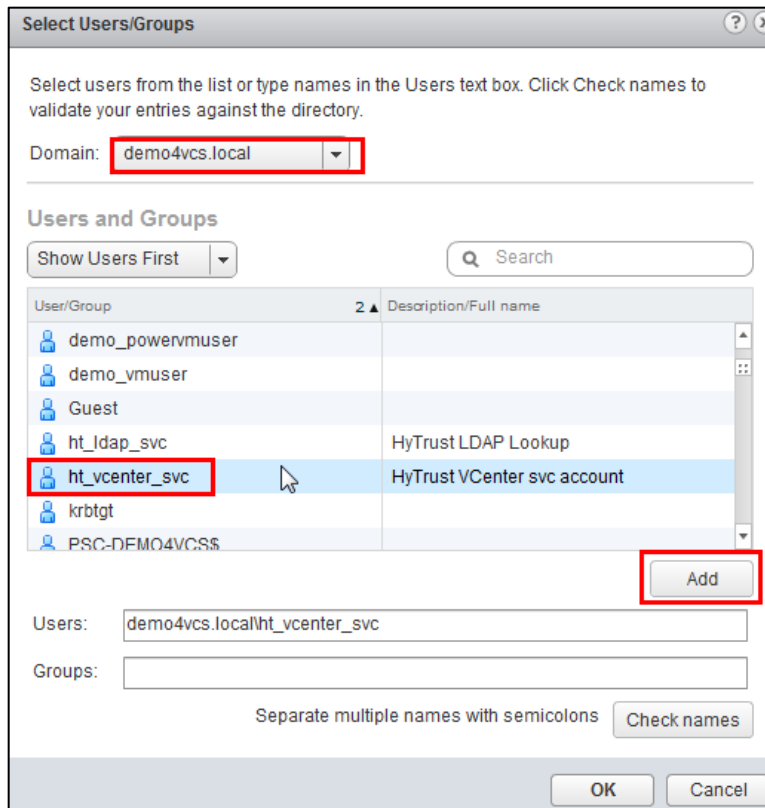 Select Users/Groups
?
Select users from the list or type names in the Users text box. Click Check names to
validate your entries against the directory.
Domain: demo4vcs.local
Users and Groups
Show Users First Search
User/Group 2 ▲ Description/Full name
demo_powervmuser
demo_vmuser
Guest
ht_ldap_svc HyTrust LDAP Lookup
ht_vcenter_svc HyTrust VCenter svc account
krbtgt
PSC-DEMO4VCS$
Add
Users: demo4vcs.local\ht_vcenter_svc
Groups:
Separate multiple names with semicolons Check names
OK Cancel